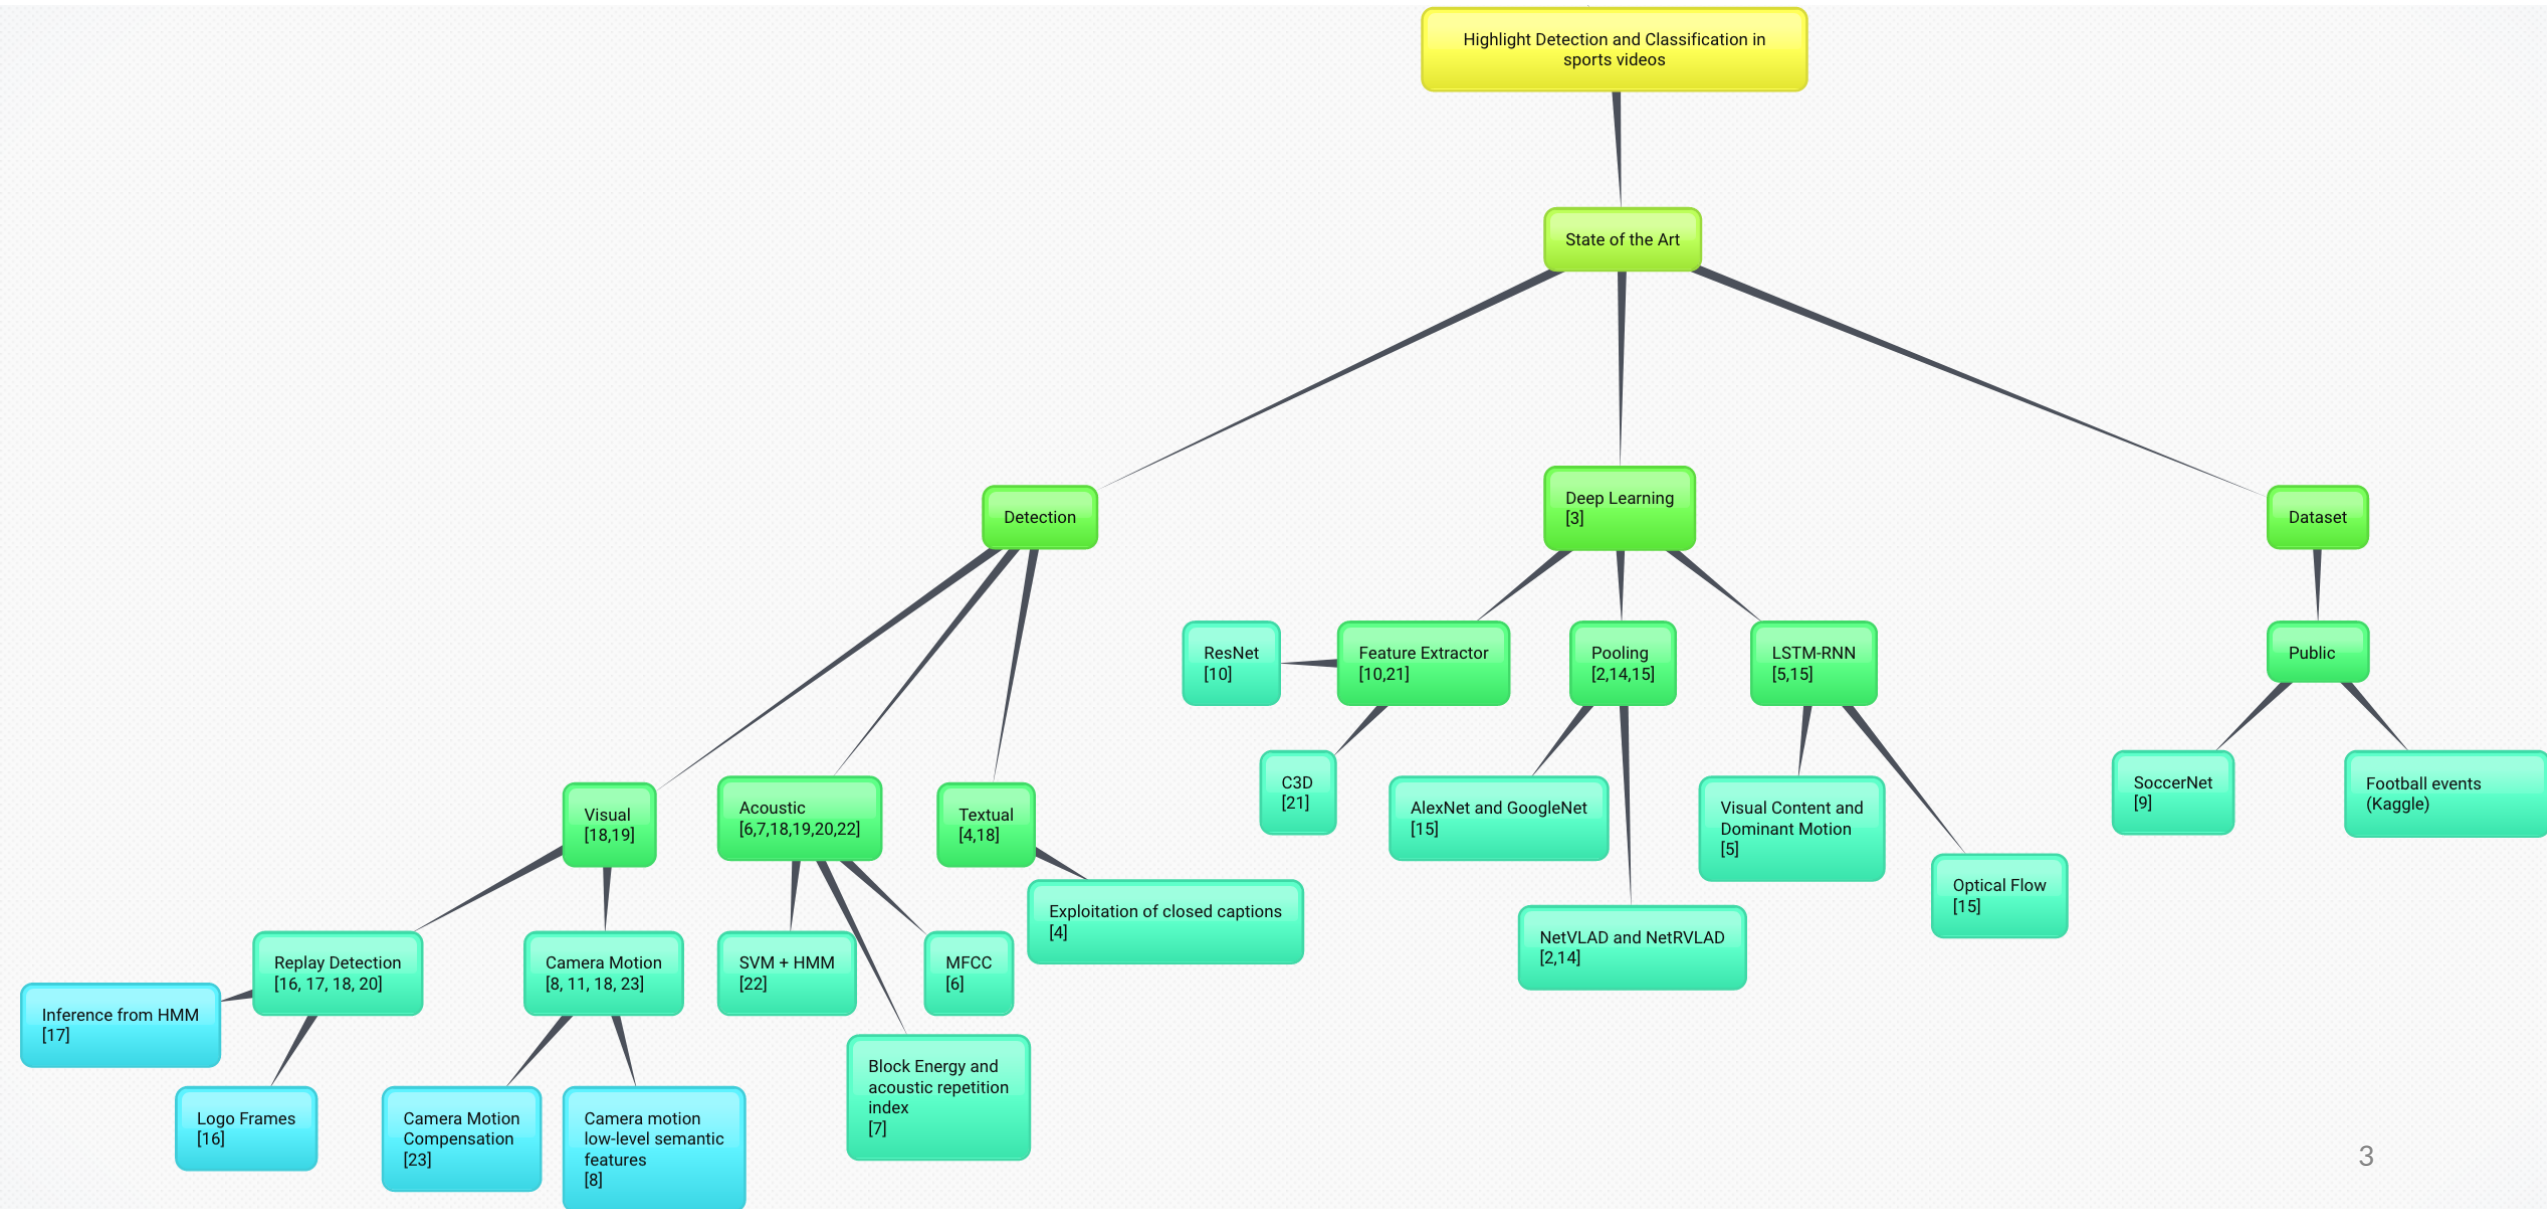 Highlight Detection and Classification in
sports videos
State of the Art
Detection
Deep Learning
[3]
Dataset
ResNet
[10]
Feature Extractor
[10,21]
Pooling
[2,14,15]
LSTM-RNN
[5,15]
Public
C3D
[21]
AlexNet and GoogleNet
[15]
Visual Content and
Dominant Motion
[5]
SoccerNet
[9]
Football events
(Kaggle)
Visual
[18,19]
Acoustic
[6,7,18,19,20,22]
Textual
[4,18]
Exploitation of closed captions
[4]
Optical Flow
[15]
NetVLAD and NetRVLAD
[2,14]
Replay Detection
[16, 17, 18, 20]
Camera Motion
[8, 11, 18, 23]
SVM + HMM
[22]
MFCC
[6]
Inference from HMM
[17]
Block Energy and
acoustic repetition
index
[7]
Logo Frames
[16]
Camera Motion
Compensation
[23]
Camera motion
low-level semantic
features
[8]
3